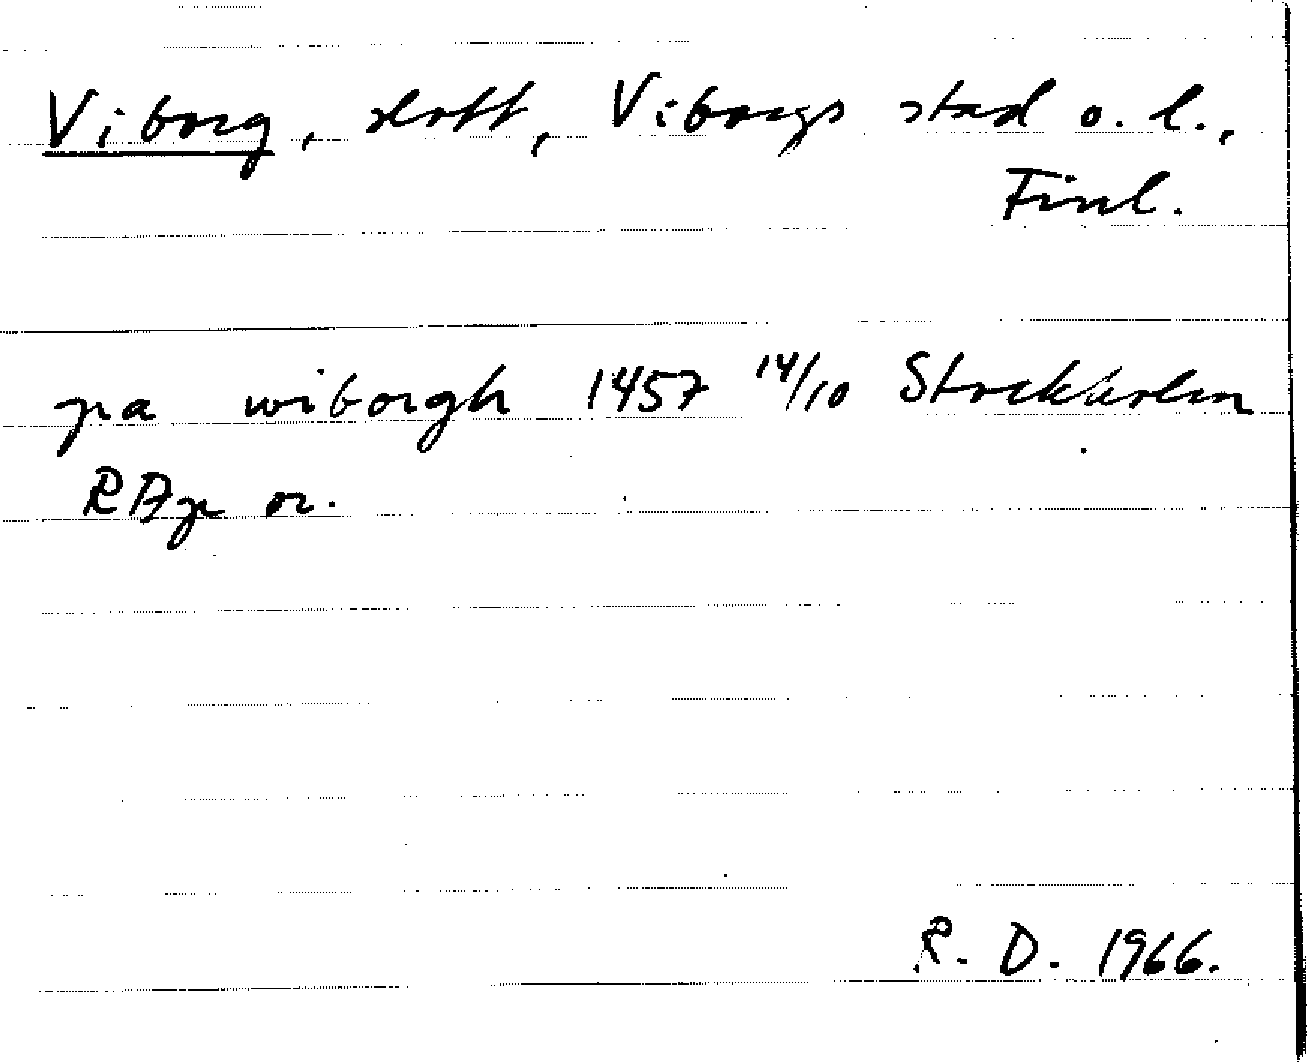 Viborg, slott, Viborgs stad o. l.,
Finl.
pa wiborgh 1457 14/10 Stockholm
RAp or.
R. D. 1966.